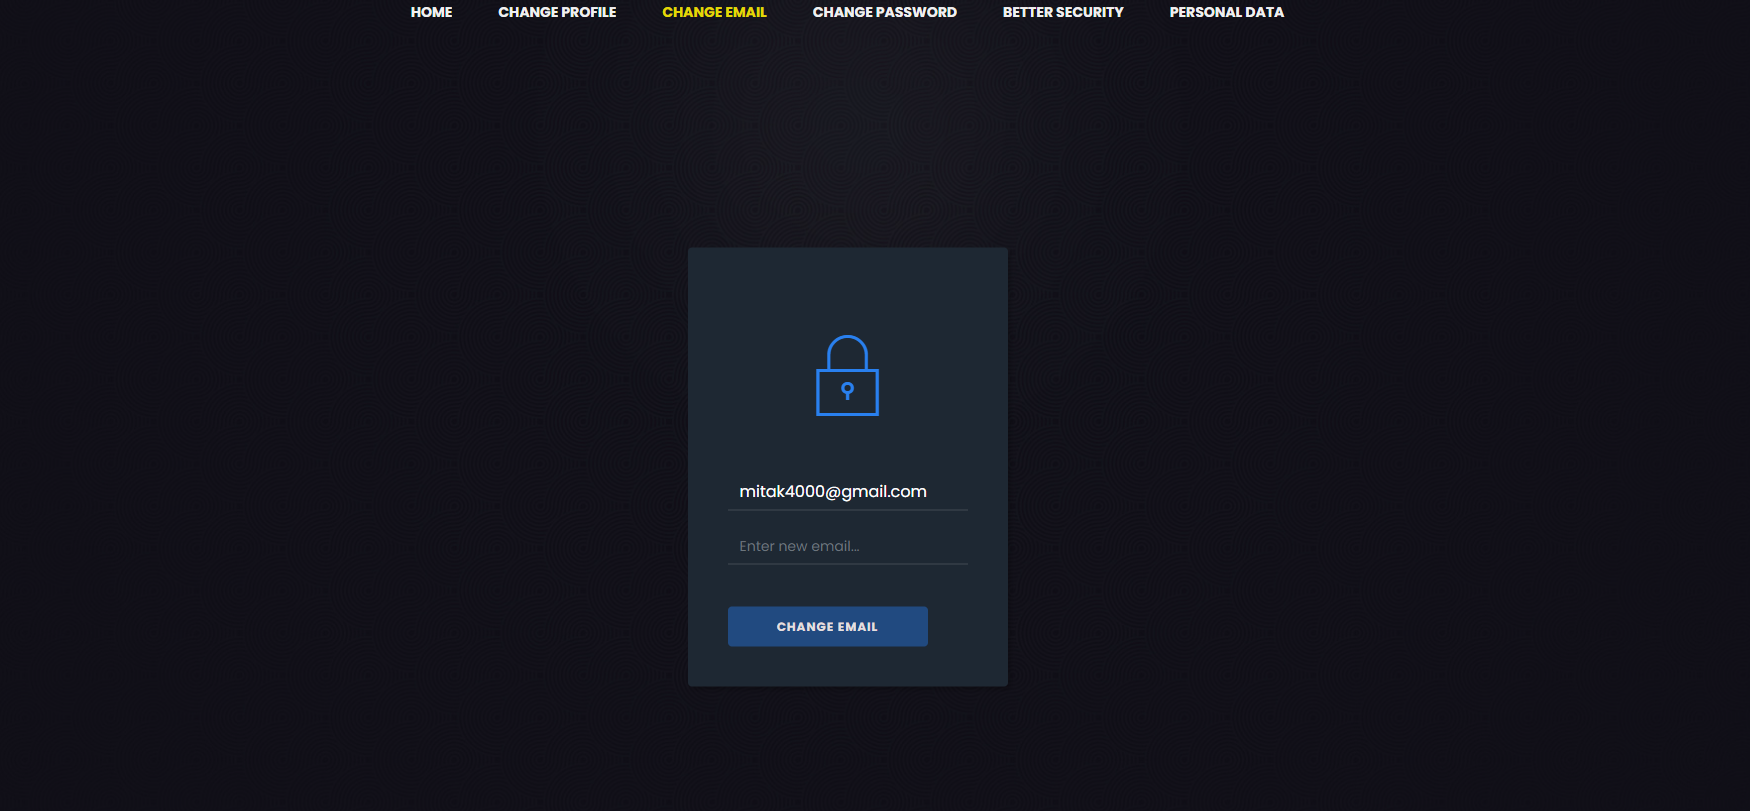 HOME CHANGE PROFILE CHANGE EMAIL CHANGE PASSWORD BETTER SECURITY PERSONAL DATA
mitak4000@gmail.com
Enter new email...
CHANGE EMAIL